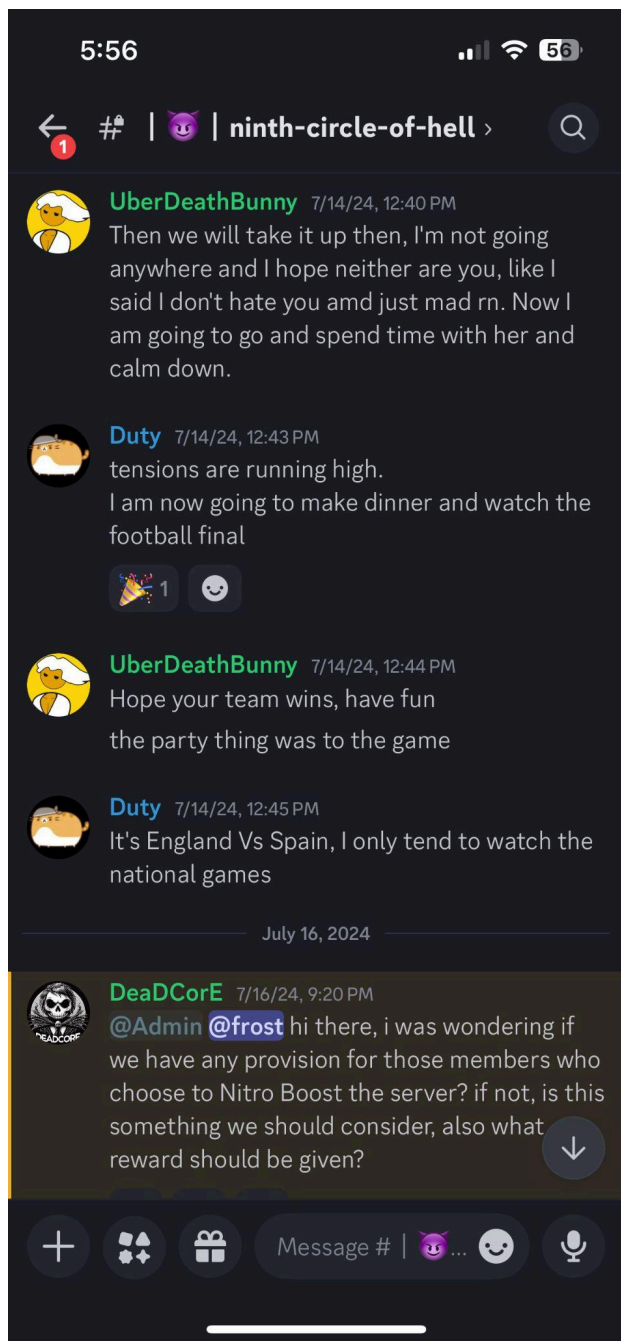 5:56
56
1
# | 😈 | ninth-circle-of-hell ›
UberDeathBunny 7/14/24, 12:40 PM
Then we will take it up then, I'm not going
anywhere and I hope neither are you, like I
said I don't hate you amd just mad rn. Now I
am going to go and spend time with her and
calm down.
Duty 7/14/24, 12:43 PM
tensions are running high.
I am now going to make dinner and watch the
football final
🎉 1
UberDeathBunny 7/14/24, 12:44 PM
Hope your team wins, have fun
the party thing was to the game
Duty 7/14/24, 12:45 PM
It's England Vs Spain, I only tend to watch the
national games
July 16, 2024
DEADCORE
DeaDCorE 7/16/24, 9:20 PM
@Admin @frost hi there, i was wondering if
we have any provision for those members who
choose to Nitro Boost the server? if not, is this
something we should consider, also what
reward should be given?
Message # | 😈...